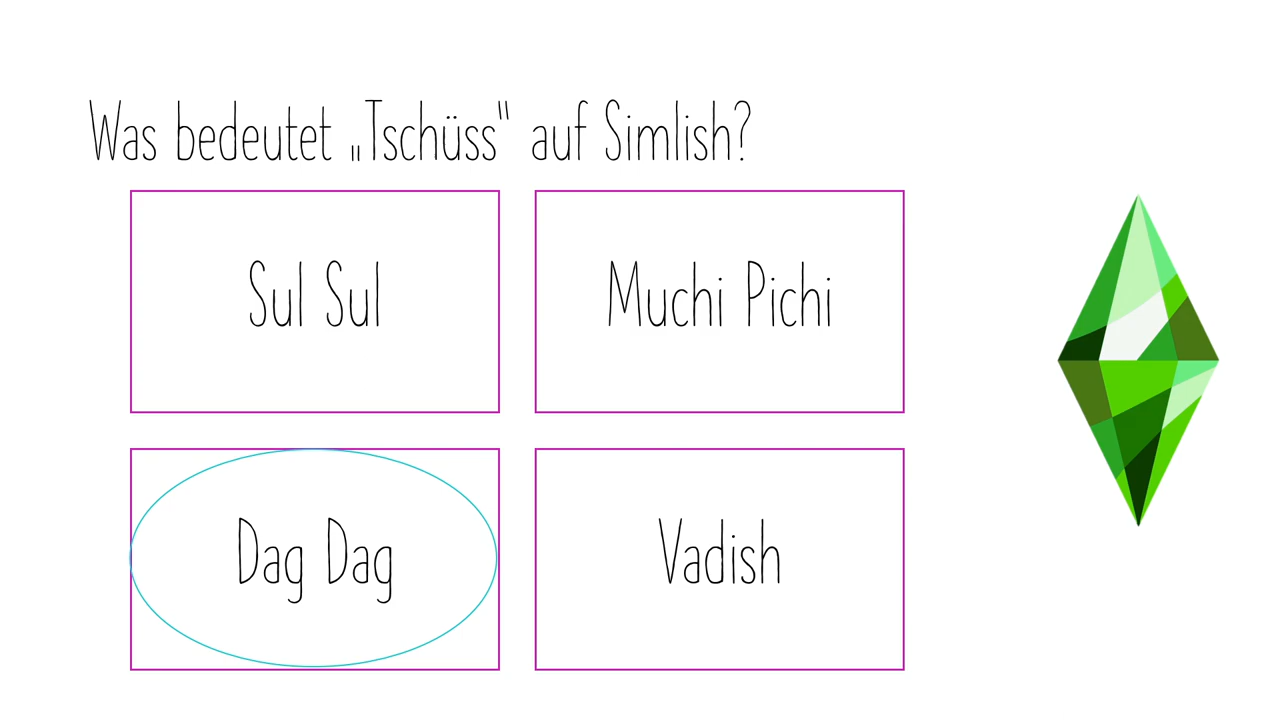 Was bedeutet „Tschüss“ auf Simlish?
Sul Sul
Muchi Pichi
Dag Dag
Vadish